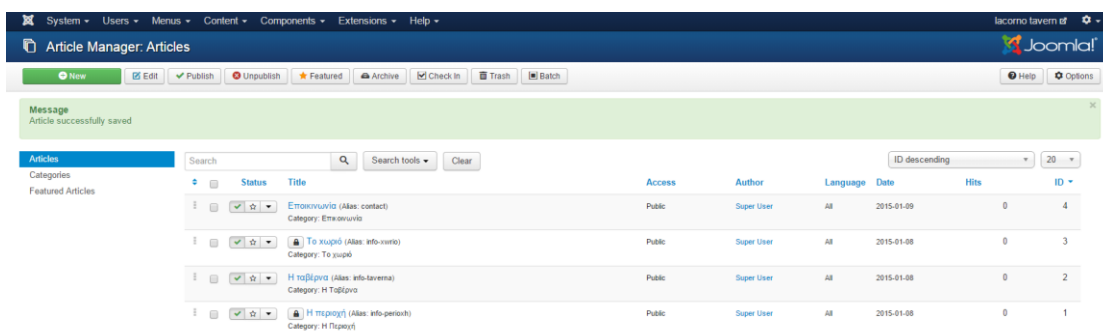 System Users Menus Content Components Extensions Help Iacorno tavern
Article Manager: Articles Joomla!
New Edit Publish Unpublish Featured Archive Check In Trash Batch Help Options
Message
Article successfully saved
Articles
Categories
Featured Articles
Search Search tools Clear ID descending 20
Status Title Access Author Language Date Hits ID
Επικινωνία (Alias: contact) Public Super User All 2015-01-09 0 4
Category: Επικινωνία
Το χωριό (Alias: info-xwrio) Public Super User All 2015-01-08 0 3
Category: Το χωριό
Η ταβέρνα (Alias: info-taverna) Public Super User All 2015-01-08 0 2
Category: Η Ταβέρνα
Η περιοχή (Alias: info-perioxh) Public Super User All 2015-01-08 0 1
Category: Η Περιοχή